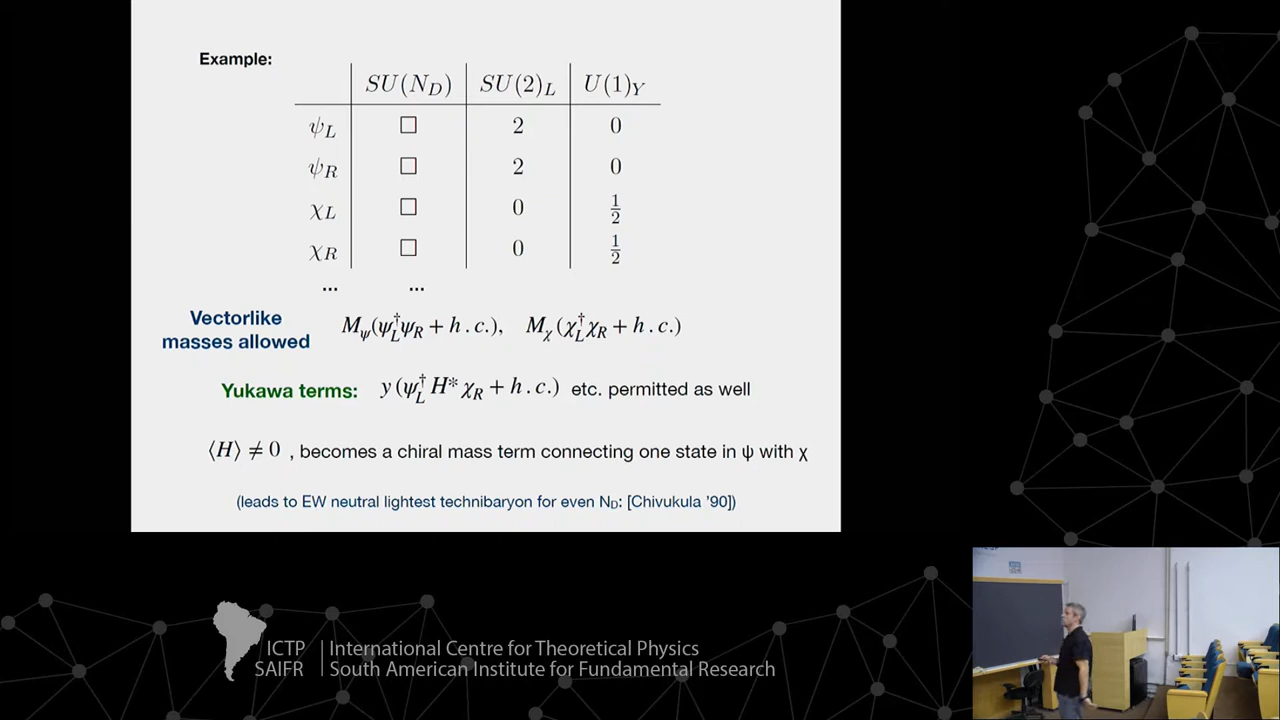 Example:
SU(N_D) SU(2)_L U(1)_Y
ψ_L □ 2 0
ψ_R □ 2 0
χ_L □ 0 1/2
χ_R □ 0 1/2
... ...
Vectorlike masses allowed M_ψ(ψ_L^†ψ_R + h.c.), M_χ(χ_L^†χ_R + h.c.)
Yukawa terms: y(ψ_L^† H* χ_R + h.c.) etc. permitted as well
⟨H⟩ ≠ 0 , becomes a chiral mass term connecting one state in ψ with χ
(leads to EW neutral lightest technibaryon for even N_D: [Chivukula '90])
ICTP | International Centre for Theoretical Physics
SAIFR | South American Institute for Fundamental Research